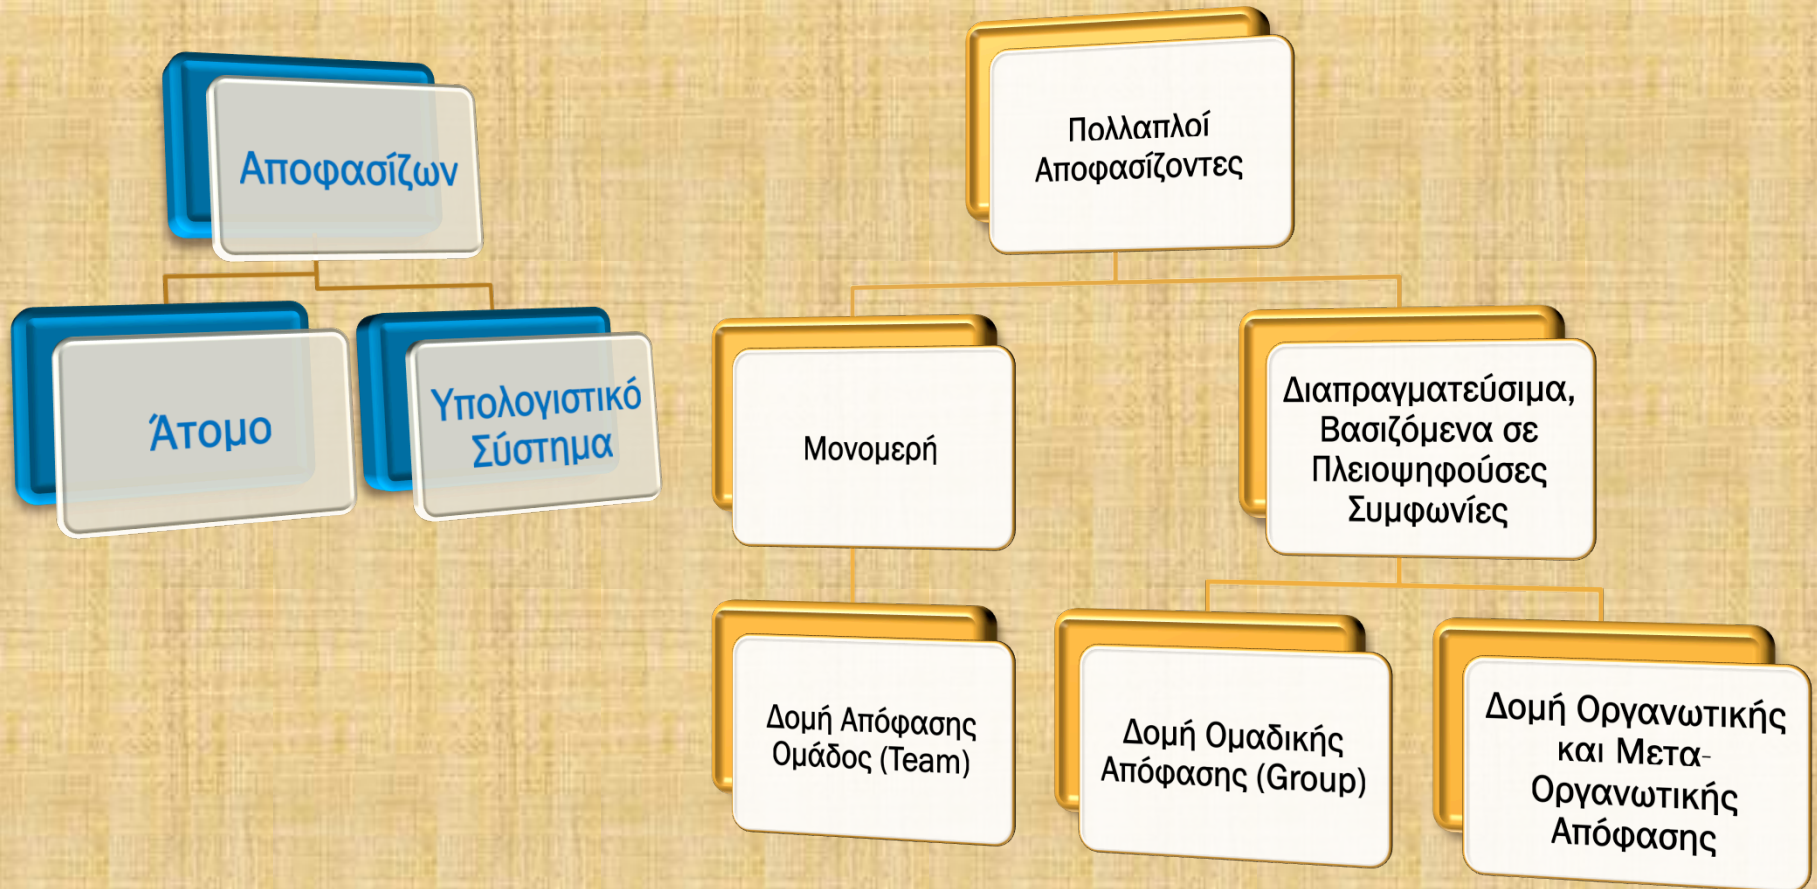 Αποφασίζων
Άτομο
Υπολογιστικό
Σύστημα
Πολλαπλοί
Αποφασίζοντες
Μονομερή
Διαπραγματεύσιμα,
Βασιζόμενα σε
Πλειοψηφούσες
Συμφωνίες
Δομή Απόφασης
Ομάδος (Team)
Δομή Ομαδικής
Απόφασης (Group)
Δομή Οργανωτικής
και Μετα-
Οργανωτικής
Απόφασης